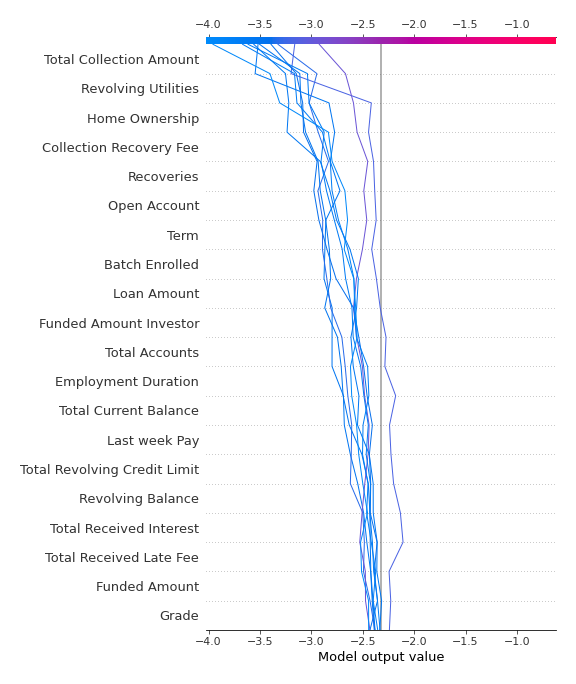 −4.0 −3.5 −3.0 −2.5 −2.0 −1.5 −1.0
Total Collection Amount
Revolving Utilities
Home Ownership
Collection Recovery Fee
Recoveries
Open Account
Term
Batch Enrolled
Loan Amount
Funded Amount Investor
Total Accounts
Employment Duration
Total Current Balance
Last week Pay
Total Revolving Credit Limit
Revolving Balance
Total Received Interest
Total Received Late Fee
Funded Amount
Grade
−4.0 −3.5 −3.0 −2.5 −2.0 −1.5 −1.0
Model output value